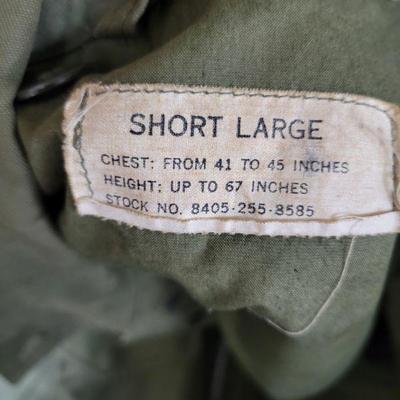 SHORT LARGE
CHEST: FROM 41 TO 45 INCHES
HEIGHT: UP TO 67 INCHES
STOCK NO. 8405-255-8585